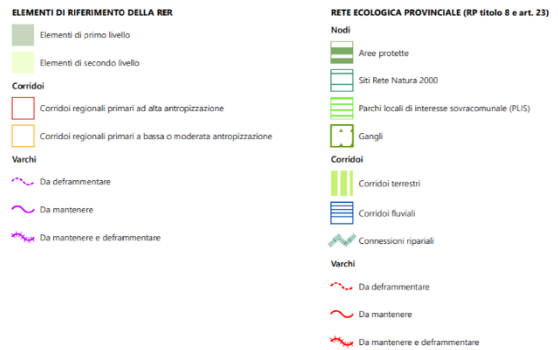 ELEMENTI DI RIFERIMENTO DELLA RER
Elementi di primo livello
Elementi di secondo livello
Corridoi
Corridoi regionali primari ad alta antropizzazione
Corridoi regionali primari a bassa o moderata antropizzazione
Varchi
Da deframmentare
Da mantenere
Da mantenere e deframmentare
RETE ECOLOGICA PROVINCIALE (RP titolo 8 e art. 23)
Nodi
Aree protette
Siti Rete Natura 2000
Parchi locali di interesse sovracomunale (PLIS)
Gangli
Corridoi
Corridoi terrestri
Corridoi fluviali
Connessioni ripariali
Varchi
Da deframmentare
Da mantenere
Da mantenere e deframmentare